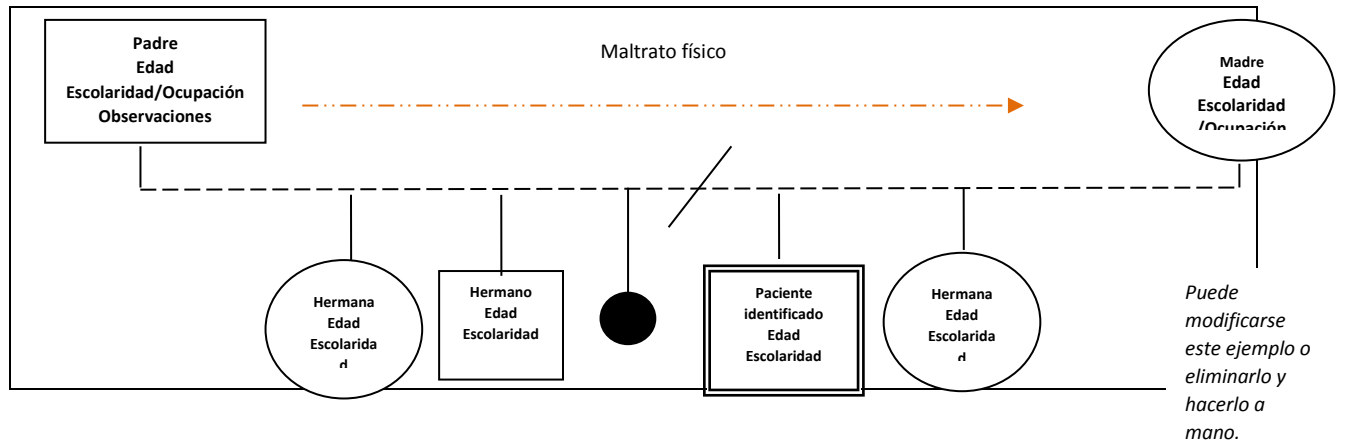 Padre
Edad
Escolaridad/Ocupación
Observaciones
Maltrato físico
Madre
Edad
Escolaridad
/Ocupación
Hermana
Edad
Escolarida
d
Hermano
Edad
Escolaridad
Paciente
identificado
Edad
Escolaridad
Hermana
Edad
Escolarida
d
Puede
modificarse
este ejemplo o
eliminarlo y
hacerlo a
mano.